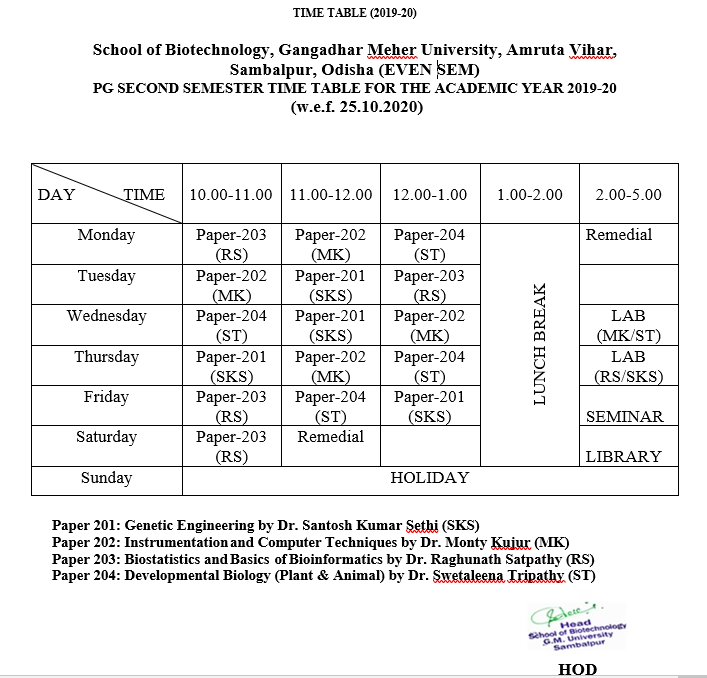 TIME TABLE (2019-20)
School of Biotechnology, Gangadhar Meher University, Amruta Vihar,
Sambalpur, Odisha (EVEN SEM)
PG SECOND SEMESTER TIME TABLE FOR THE ACADEMIC YEAR 2019-20
(w.e.f. 25.10.2020)
DAY TIME 10.00-11.00 11.00-12.00 12.00-1.00 1.00-2.00 2.00-5.00
Monday Paper-203 Paper-202 Paper-204 Remedial
(RS) (MK) (ST)
Tuesday Paper-202 Paper-201 Paper-203
(MK) (SKS) (RS)
Wednesday Paper-204 Paper-201 Paper-202 LAB
(ST) (SKS) (MK) (MK/ST)
Thursday Paper-201 Paper-202 Paper-204 LAB
(SKS) (MK) (ST) (RS/SKS)
Friday Paper-203 Paper-204 Paper-201
(RS) (ST) (SKS) SEMINAR
Saturday Paper-203 Remedial
(RS) LIBRARY
LUNCH BREAK
Sunday HOLIDAY
Paper 201: Genetic Engineering by Dr. Santosh Kumar Sethi (SKS)
Paper 202: Instrumentation and Computer Techniques by Dr. Monty Kujur (MK)
Paper 203: Biostatistics and Basics of Bioinformatics by Dr. Raghunath Satpathy (RS)
Paper 204: Developmental Biology (Plant & Animal) by Dr. Swetaleena Tripathy (ST)
Head
School of Biotechnology
G.M. University
Sambalpur
HOD